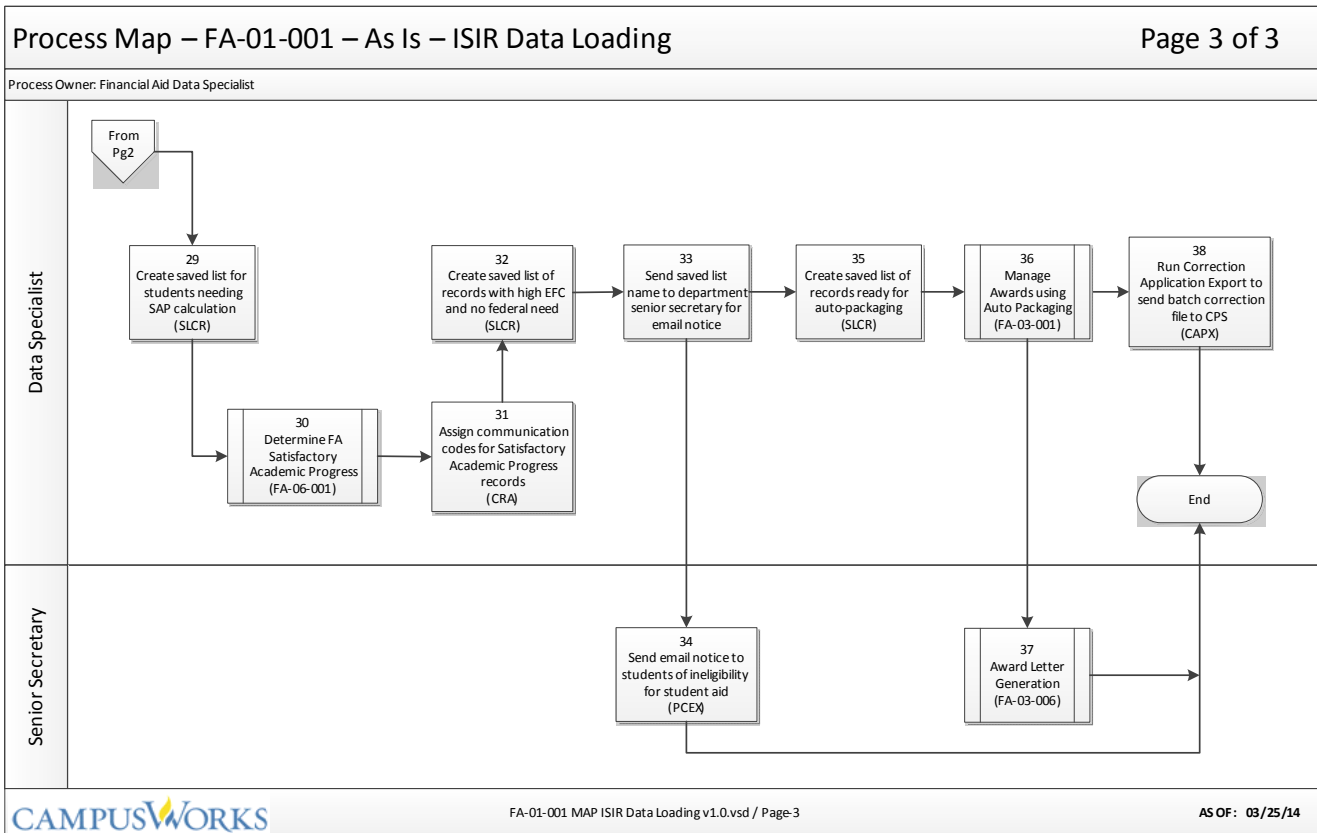 Process Map – FA-01-001 – As Is – ISIR Data Loading
Page 3 of 3
Process Owner: Financial Aid Data Specialist
Data Specialist
From
Pg2
29
Create saved list for
students needing
SAP calculation
(SLCR)
30
Determine FA
Satisfactory
Academic Progress
(FA-06-001)
31
Assign communication
codes for Satisfactory
Academic Progress
records
(CRA)
32
Create saved list of
records with high EFC
and no federal need
(SLCR)
33
Send saved list
name to department
senior secretary for
email notice
35
Create saved list of
records ready for
auto-packaging
(SLCR)
36
Manage
Awards using
Auto Packaging
(FA-03-001)
38
Run Correction
Application Export to
send batch correction
file to CPS
(CAPX)
End
Senior Secretary
34
Send email notice to
students of ineligibility
for student aid
(PCEX)
37
Award Letter
Generation
(FA-03-006)
CAMPUSWORKS
FA-01-001 MAP ISIR Data Loading v1.0.vsd / Page-3
AS OF: 03/25/14